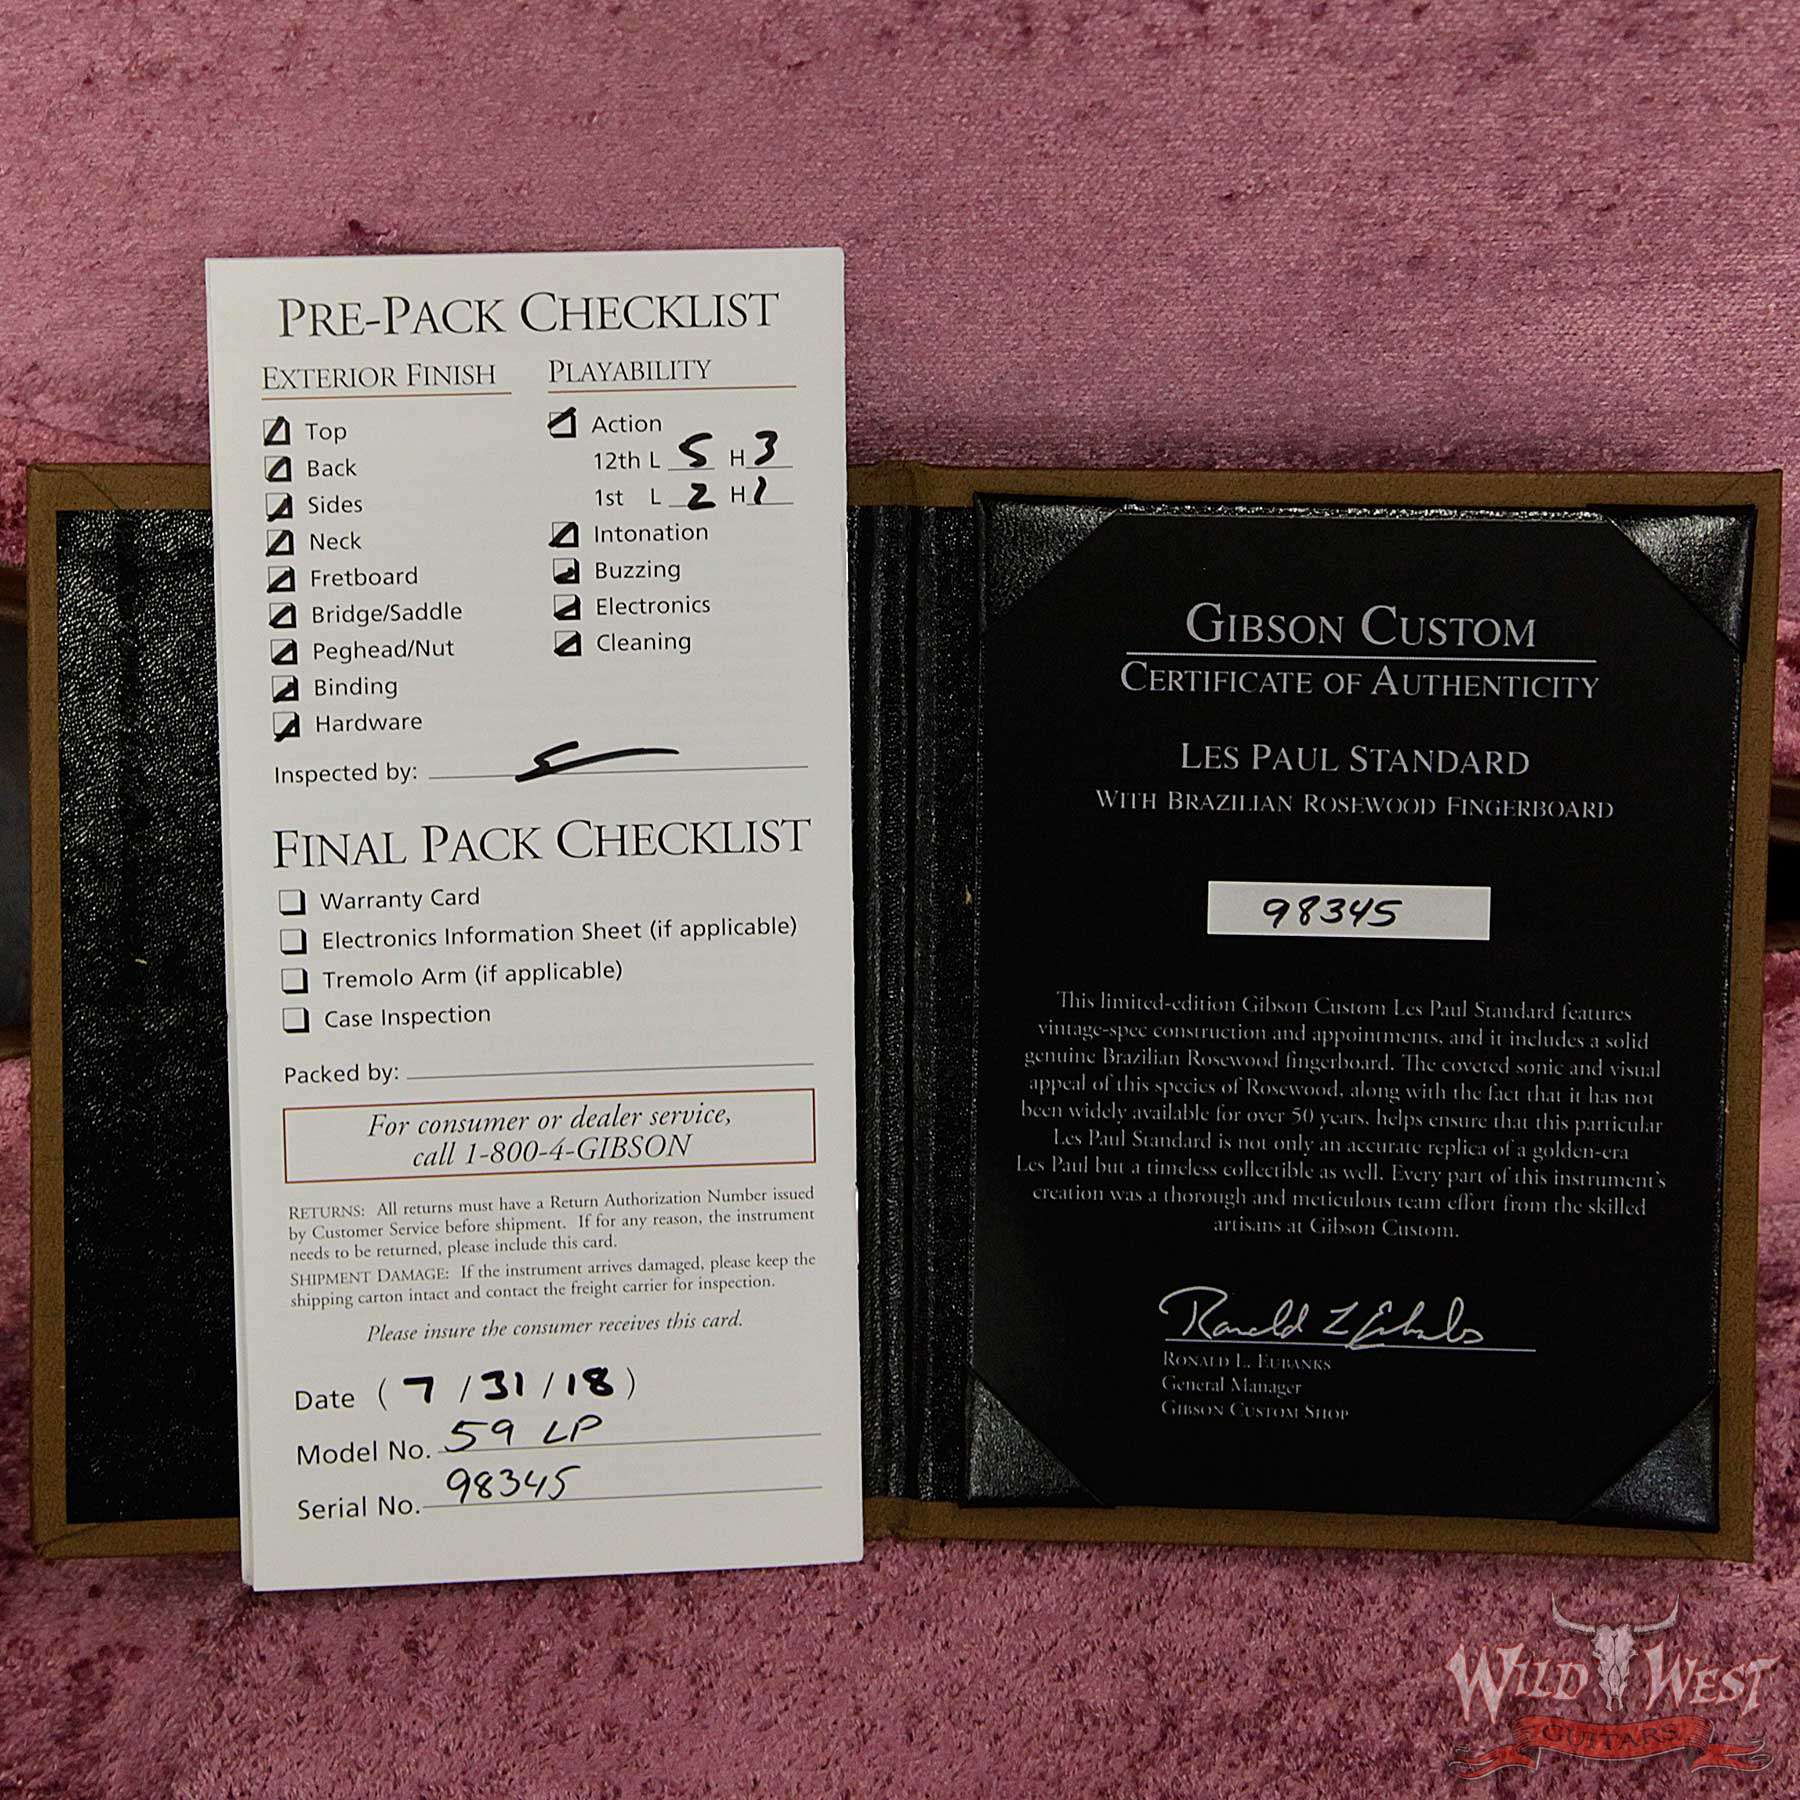 PRE-PACK CHECKLIST
EXTERIOR FINISH
Top
Back
Sides
Neck
Fretboard
Bridge/Saddle
Peghead/Nut
Binding
Hardware
PLAYABILITY
Action
12th L 5 H 3
1st L 2 H 1
Intonation
Buzzing
Electronics
Cleaning
Inspected by:
FINAL PACK CHECKLIST
Warranty Card
Electronics Information Sheet (if applicable)
Tremolo Arm (if applicable)
Case Inspection
Packed by:
For consumer or dealer service,
call 1-800-4-GIBSON
RETURNS: All returns must have a Return Authorization Number issued
by Customer Service before shipment. If for any reason, the instrument
needs to be returned, please include this card.
SHIPMENT DAMAGE: If the instrument arrives damaged, please keep the
shipping carton intact and contact the freight carrier for inspection.
Please insure the consumer receives this card.
Date (7/31/18)
Model No. 59 LP
Serial No. 98345
GIBSON CUSTOM
CERTIFICATE OF AUTHENTICITY
LES PAUL STANDARD
WITH BRAZILIAN ROSEWOOD FINGERBOARD
98345
This limited-edition Gibson Custom Les Paul Standard features
vintage-spec construction and appointments, and it includes a solid
genuine Brazilian Rosewood fingerboard. The coveted sonic and visual
appeal of this species of Rosewood, along with the fact that it has not
been widely available for over 50 years, helps ensure that this particular
Les Paul Standard is not only an accurate replica of a golden-era
Les Paul but a timeless collectible as well. Every part of this instrument's
creation was a thorough and meticulous team effort from the skilled
artisans at Gibson Custom.
Ronald L Eubanks
RONALD L. EUBANKS
General Manager
GIBSON CUSTOM SHOP
WILD WEST
GUITARS